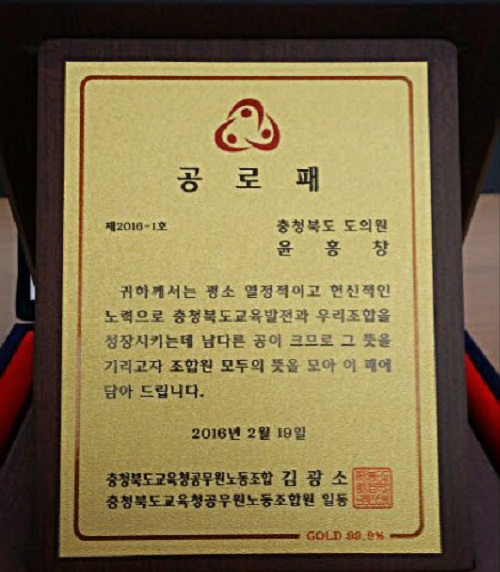 공로패
제2016-1호
충청북도 도의원
윤홍창
귀하께서는 평소 열정적이고 헌신적인
노력으로 충청북도교육발전과 우리조합을
성장시키는데 남다른 공이 크므로 그 뜻을
기리고자 조합원 모두의 뜻을 모아 이 패에
담아 드립니다.
2016년 2월 19일
충청북도교육청공무원노동조합 김광소
충청북도교육청공무원노동조합원 일동
GOLD 99.9%